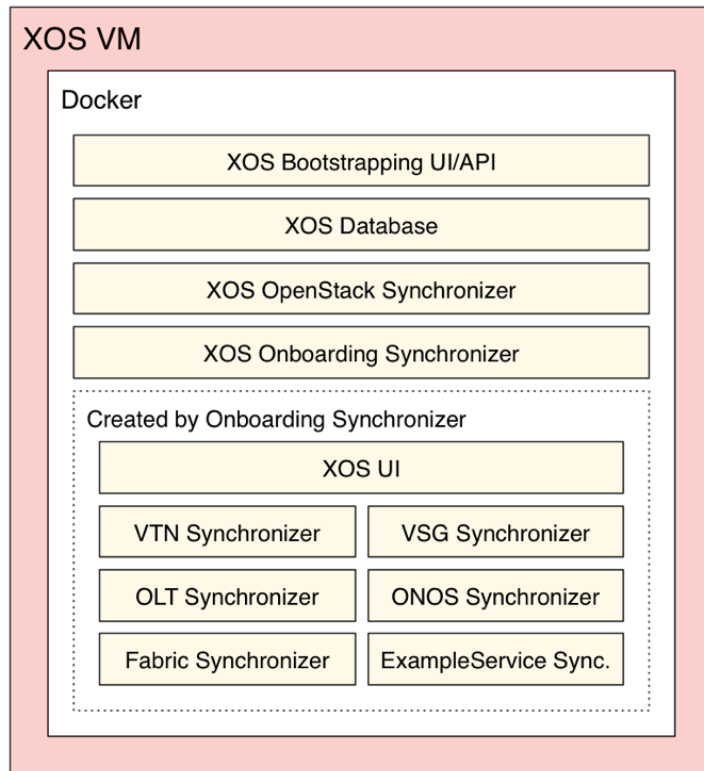 XOS VM
Docker
XOS Bootstrapping UI/API
XOS Database
XOS OpenStack Synchronizer
XOS Onboarding Synchronizer
Created by Onboarding Synchronizer
XOS UI
VTN Synchronizer
VSG Synchronizer
OLT Synchronizer
ONOS Synchronizer
Fabric Synchronizer
ExampleService Sync.